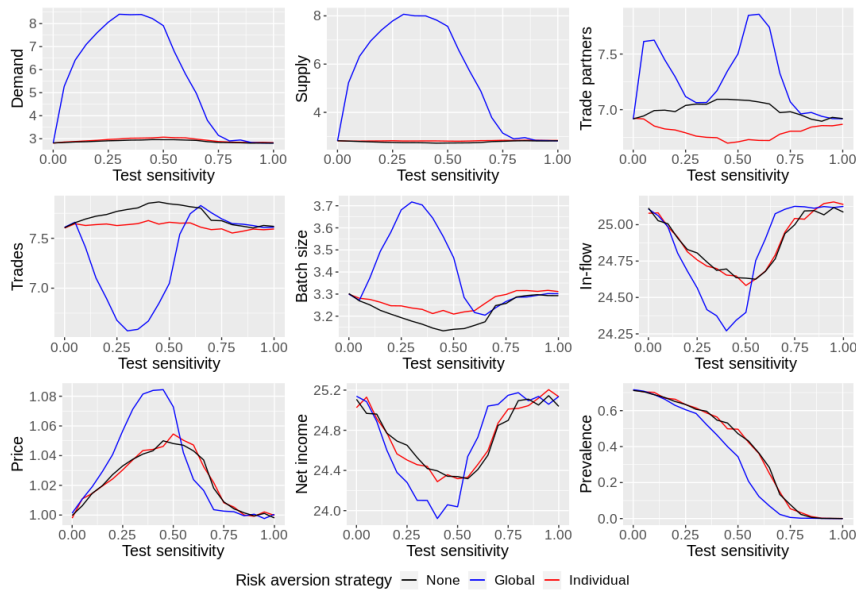 Demand
8
7
6
5
4
3
0.00 0.25 0.50 0.75 1.00
Test sensitivity
Supply
8
6
4
0.00 0.25 0.50 0.75 1.00
Test sensitivity
Trade partners
7.5
7.0
0.00 0.25 0.50 0.75 1.00
Test sensitivity
Trades
7.5
7.0
0.00 0.25 0.50 0.75 1.00
Test sensitivity
Batch size
3.7
3.6
3.5
3.4
3.3
3.2
0.00 0.25 0.50 0.75 1.00
Test sensitivity
In-flow
25.00
24.75
24.50
24.25
0.00 0.25 0.50 0.75 1.00
Test sensitivity
Price
1.08
1.06
1.04
1.02
1.00
0.00 0.25 0.50 0.75 1.00
Test sensitivity
Net income
25.2
24.8
24.4
24.0
0.00 0.25 0.50 0.75 1.00
Test sensitivity
Prevalence
0.6
0.4
0.2
0.0
0.00 0.25 0.50 0.75 1.00
Test sensitivity
Risk aversion strategy None Global Individual